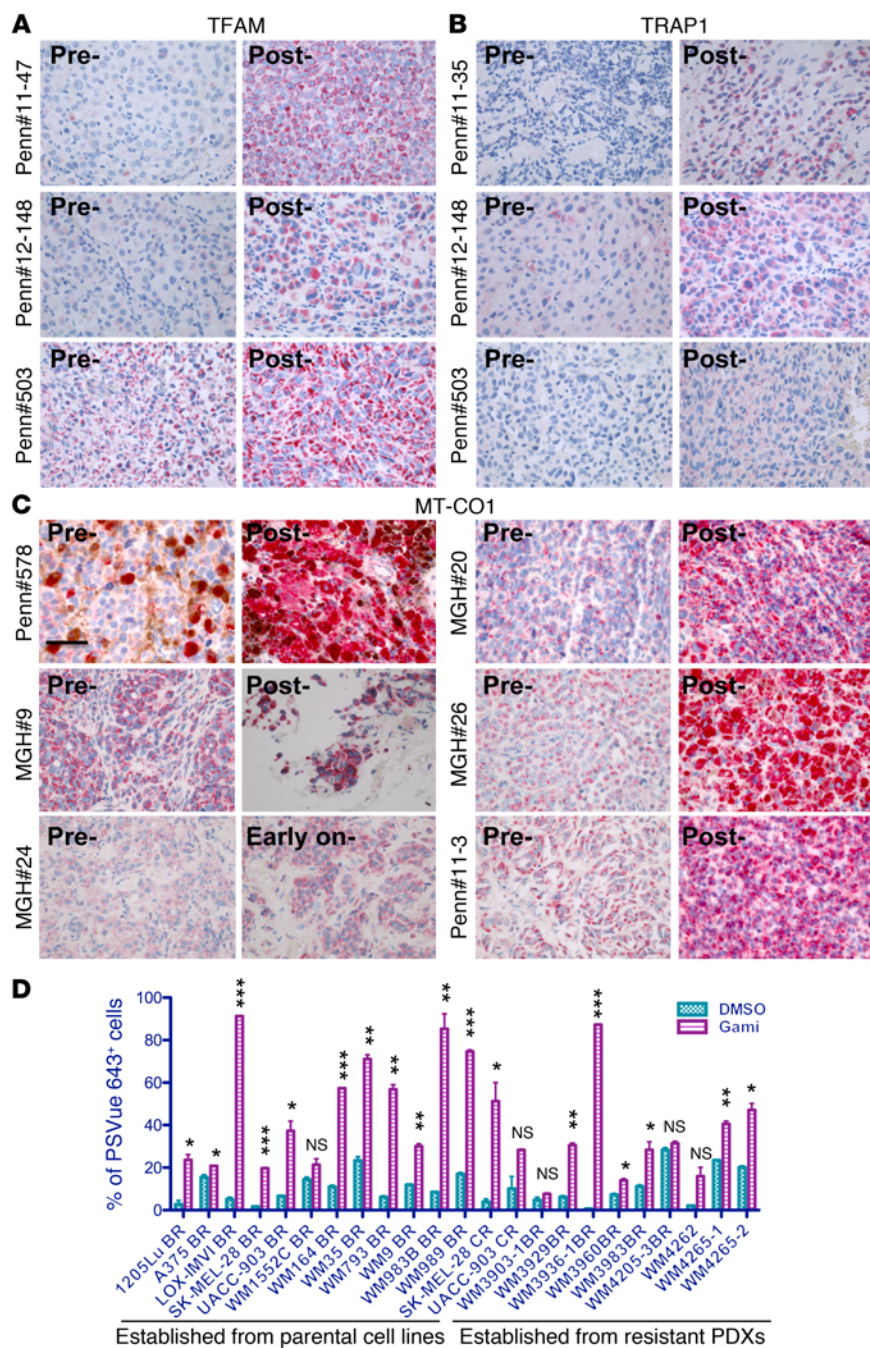 A
TFAM
Penn#11-47
Pre-
Post-
Penn#12-148
Pre-
Post-
Penn#503
Pre-
Post-
B
TRAP1
Penn#11-35
Pre-
Post-
Penn#12-148
Pre-
Post-
Penn#503
Pre-
Post-
C
MT-CO1
Penn#578
Pre-
Post-
MGH#9
Pre-
Post-
MGH#24
Pre-
Early on-
MGH#20
Pre-
Post-
MGH#26
Pre-
Post-
Penn#11-3
Pre-
Post-
D
% of PSVue 643+ cells
100
80
60
40
20
0
DMSO
Gami
*
*
***
***
*
NS
***
**
**
**
**
***
*
NS
NS
**
***
*
*
NS
NS
**
*
1205Lu BR
A375 BR
LOX-IMVI BR
SK-MEL-28 BR
UACC-903 BR
WM1552C BR
WM164 BR
WM35 BR
WM793 BR
WM9 BR
WM983B BR
WM989 BR
SK-MEL-28 CR
UACC-903 CR
WM3903-1BR
WM3929BR
WM3936-1BR
WM3960BR
WM3983BR
WM4205-3BR
WM4262
WM4265-1
WM4265-2
Established from parental cell lines
Established from resistant PDXs